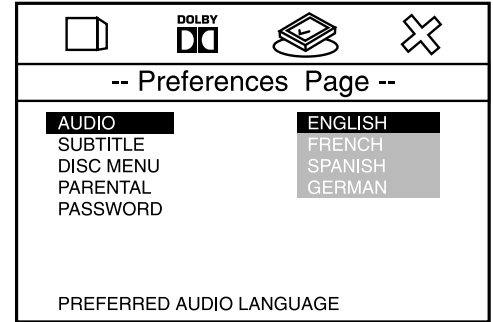 DOLBY
-- Preferences Page --
AUDIO
SUBTITLE
DISC MENU
PARENTAL
PASSWORD
ENGLISH
FRENCH
SPANISH
GERMAN
PREFERRED AUDIO LANGUAGE